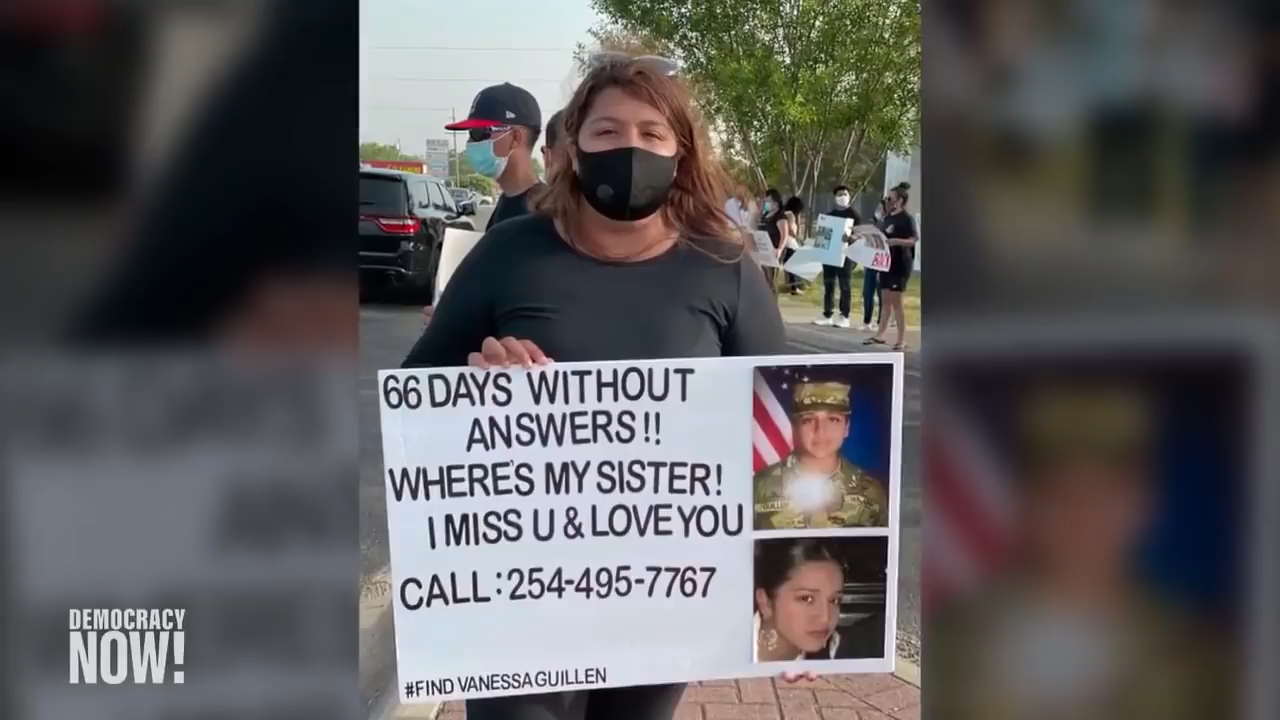 66 DAYS WITHOUT
ANSWERS!!
WHERE'S MY SISTER!
I MISS U & LOVE YOU
CALL: 254-495-7767
#FIND VANESSA GUILLEN
DEMOCRACY
NOW!